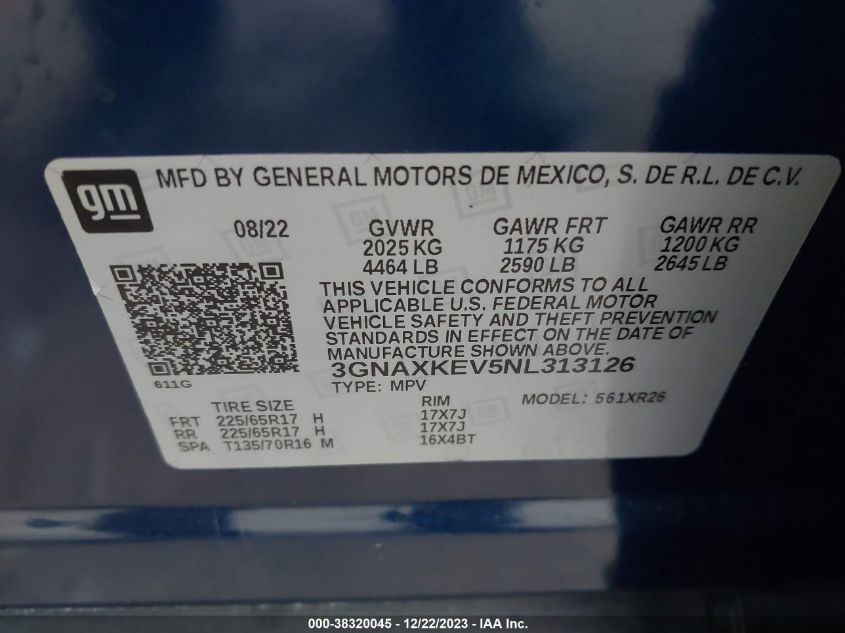 gm MFD BY GENERAL MOTORS DE MEXICO, S. DE R.L. DE C.V.
08/22 GVWR GAWR FRT GAWR RR
2025 KG 1175 KG 1200 KG
4464 LB 2590 LB 2645 LB
THIS VEHICLE CONFORMS TO ALL
APPLICABLE U.S. FEDERAL MOTOR
VEHICLE SAFETY AND THEFT PREVENTION
STANDARDS IN EFFECT ON THE DATE OF
MANUFACTURE SHOWN ABOVE.
3GNAXKEV5NL313126
611G TYPE: MPV MODEL: 561XR26
TIRE SIZE RIM
FRT 225/65R17 H 17X7J
RR 225/65R17 H 17X7J
SPA T135/70R16 M 16X4BT
000-38320045 - 12/22/2023 - IAA Inc.